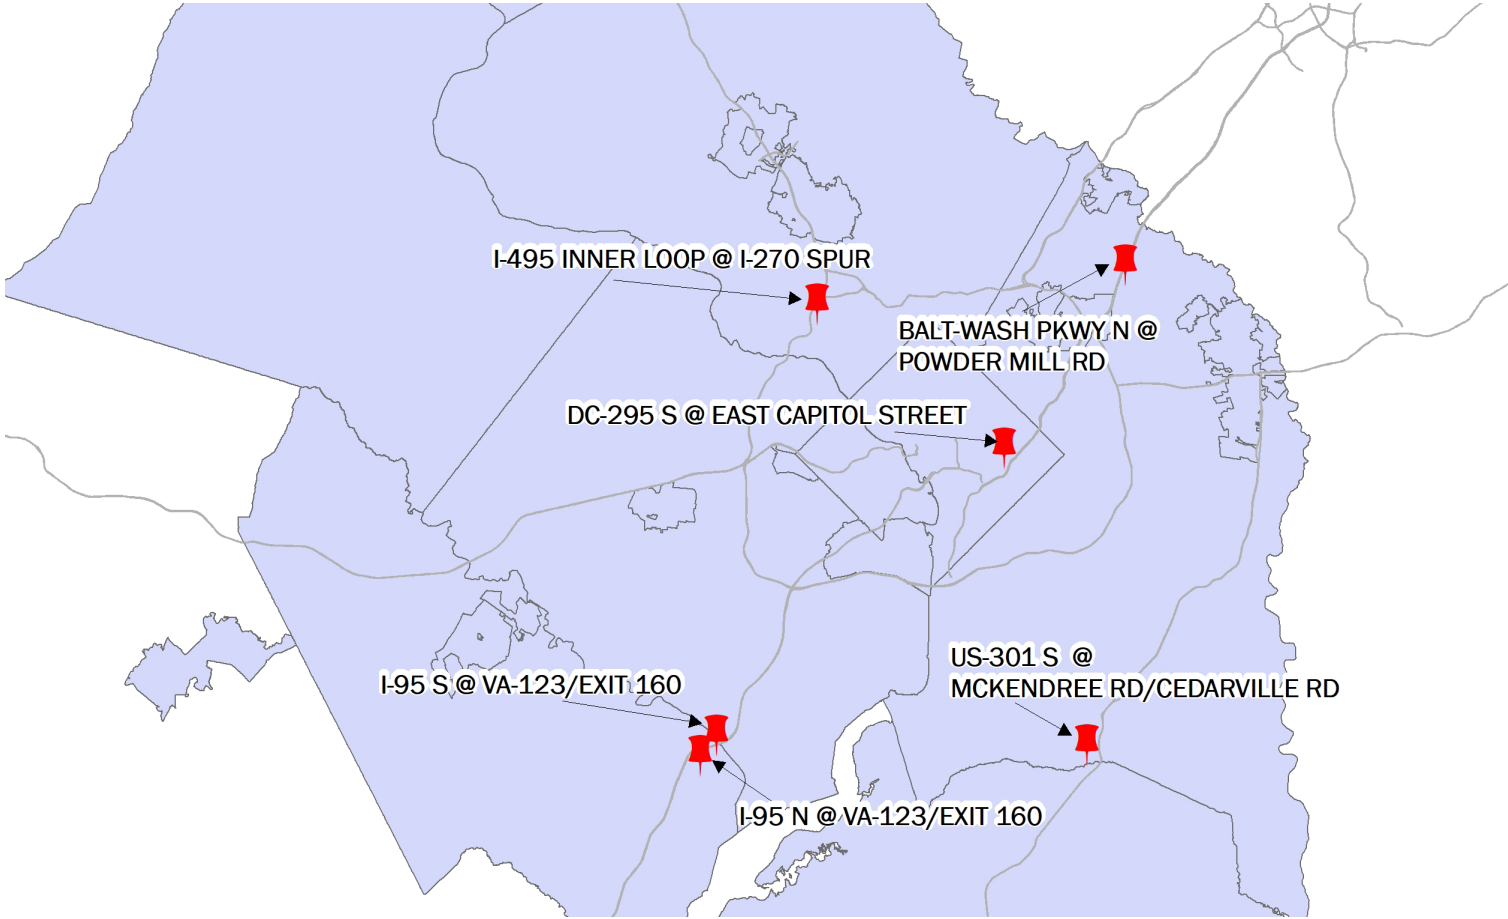 I-495 INNER LOOP @ I-270 SPUR
BALT-WASH PKWY N @
POWDER MILL RD
DC-295 S @ EAST CAPITOL STREET
US-301 S @
MCKENDREE RD/CEDARVILLE RD
I-95 S @ VA-123/EXIT 160
I-95 N @ VA-123/EXIT 160